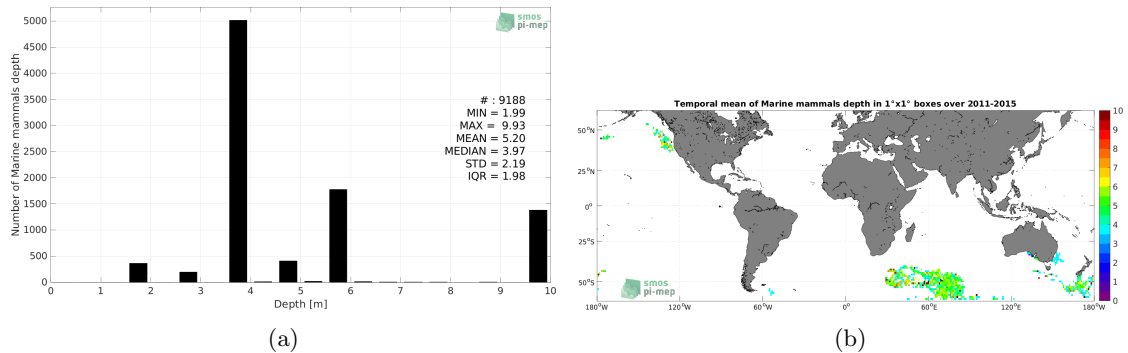 5000
4500
4000
3500
3000
2500
2000
1500
1000
500
0
0 1 2 3 4 5 6 7 8 9 10
Number of Marine mammals depth
Depth [m]
smos
pi-mep
# : 9188
MIN = 1.99
MAX = 9.93
MEAN = 5.20
MEDIAN = 3.97
STD = 2.19
IQR = 1.98
(a)
Temporal mean of Marine mammals depth in 1°x1° boxes over 2011-2015
50°N
25°N
0°
25°S
50°S
180°W 120°W 60°W 0° 60°E 120°E 180°E
10
9
8
7
6
5
4
3
2
1
0
smos
pi-mep
(b)